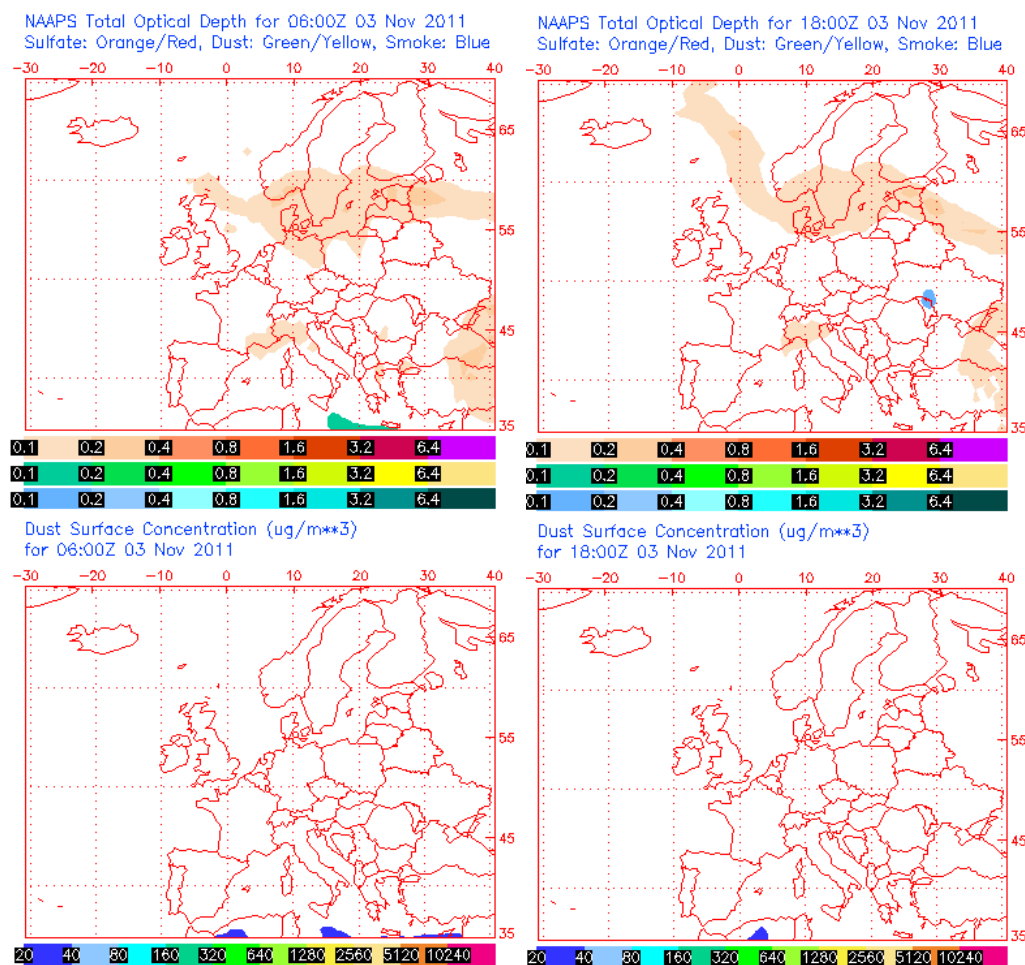 NAAPS Total Optical Depth for 06:00Z 03 Nov 2011
Sulfate: Orange/Red, Dust: Green/Yellow, Smoke: Blue
-30 -20 -10 0 10 20 30 40
65
55
45
35
0.1 0.2 0.4 0.8 1.6 3.2 6.4
0.1 0.2 0.4 0.8 1.6 3.2 6.4
0.1 0.2 0.4 0.8 1.6 3.2 6.4
NAAPS Total Optical Depth for 18:00Z 03 Nov 2011
Sulfate: Orange/Red, Dust: Green/Yellow, Smoke: Blue
-30 -20 -10 0 10 20 30 40
65
55
45
35
0.1 0.2 0.4 0.8 1.6 3.2 6.4
0.1 0.2 0.4 0.8 1.6 3.2 6.4
0.1 0.2 0.4 0.8 1.6 3.2 6.4
Dust Surface Concentration (ug/m**3)
for 06:00Z 03 Nov 2011
-30 -20 -10 0 10 20 30 40
65
55
45
35
20 40 80 160 320 640 1280 2560 5120 10240
Dust Surface Concentration (ug/m**3)
for 18:00Z 03 Nov 2011
-30 -20 -10 0 10 20 30 40
65
55
45
35
20 40 80 160 320 640 1280 2560 5120 10240